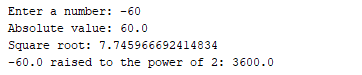 Enter a number: -60
Absolute value: 60.0
Square root: 7.745966692414834
-60.0 raised to the power of 2: 3600.0